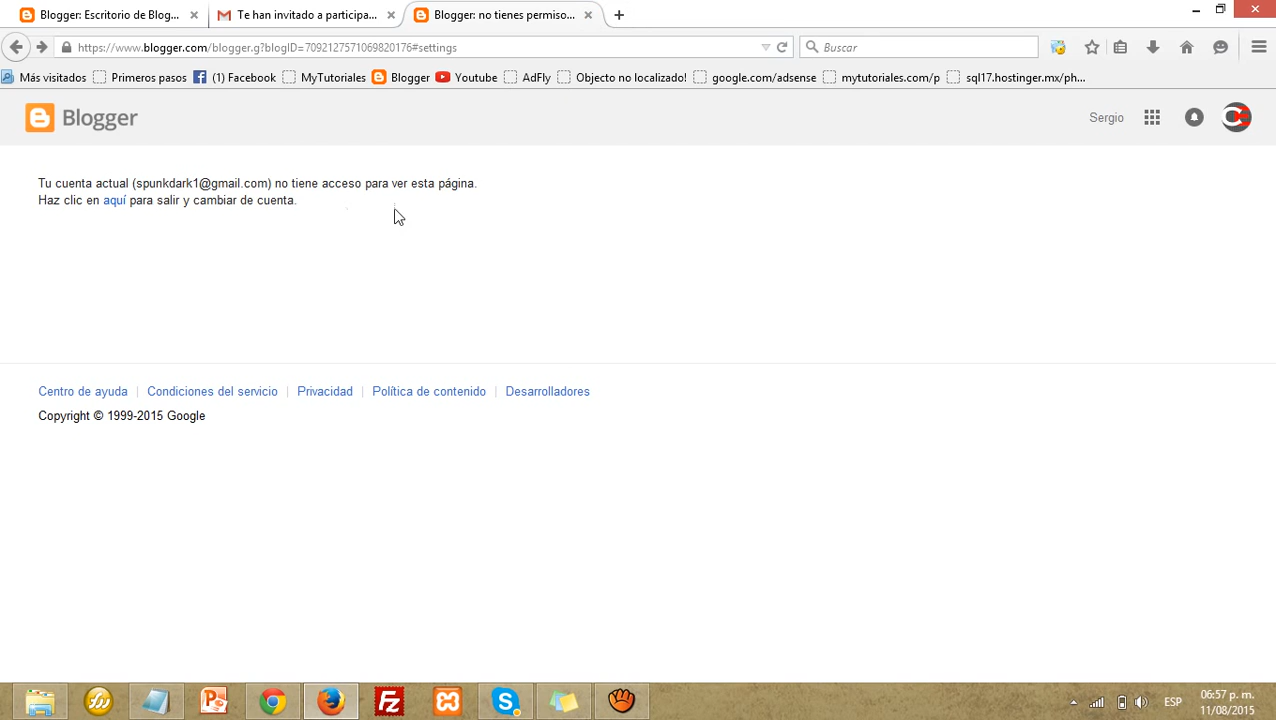 Blogger: Escritorio de Blog...
Te han invitado a participa...
Blogger: no tienes permiso...
https://www.blogger.com/blogger.g?blogID=7092127571069820176#settings
Buscar
Más visitados
Primeros pasos
(1) Facebook
MyTutoriales
Blogger
Youtube
AdFly
Objecto no localizado!
google.com/adsense
mytutoriales.com/p
sql17.hostinger.mx/ph...
Blogger
Sergio
Tu cuenta actual (spunkdark1@gmail.com) no tiene acceso para ver esta página.
Haz clic en aquí para salir y cambiar de cuenta.
Centro de ayuda | Condiciones del servicio | Privacidad | Política de contenido | Desarrolladores
Copyright © 1999-2015 Google
ESP
06:57 p. m.
11/08/2015